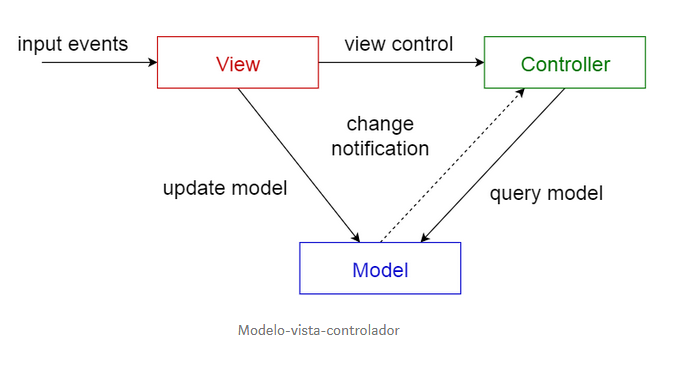 input events
View
view control
Controller
change
notification
update model
query model
Model
Modelo-vista-controlador